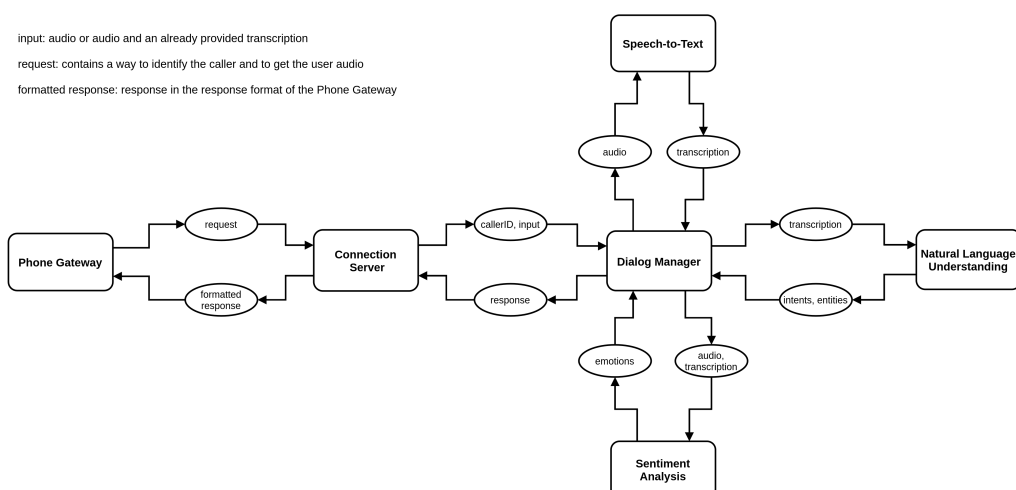 input: audio or audio and an already provided transcription
request: contains a way to identify the caller and to get the user audio
formatted response: response in the response format of the Phone Gateway
Speech-to-Text
audio
transcription
request
callerID, input
transcription
Phone Gateway
Connection
Server
Dialog Manager
Natural Language
Understanding
formatted
response
response
intents, entities
emotions
audio,
transcription
Sentiment
Analysis